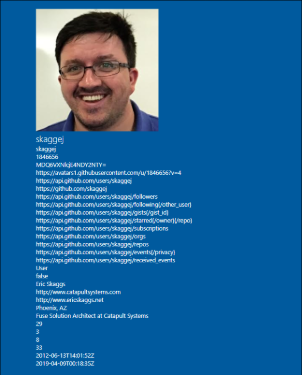 skaggej
skaggej
1846656
https://avatars1.githubusercontent.com/u/1846656?v=4
https://api.github.com/users/skaggej
https://github.com/skaggej
https://api.github.com/users/skaggej/followers
https://api.github.com/users/skaggej/following{/other_user}
https://api.github.com/users/skaggej/gists{/gist_id}
https://api.github.com/users/skaggej/starred{/owner}{/repo}
https://api.github.com/users/skaggej/subscriptions
https://api.github.com/users/skaggej/orgs
https://api.github.com/users/skaggej/repos
https://api.github.com/users/skaggej/events{/privacy}
https://api.github.com/users/skaggej/received_events
User
false
Eric Skaggs
http://www.catapultsystems.com
http://www.ericskaggs.net
Phoenix, AZ
Fuse Solution Architect at Catapult Systems
29
3
8
33
2012-06-13T14:01:52Z
2019-04-09T00:18:35Z